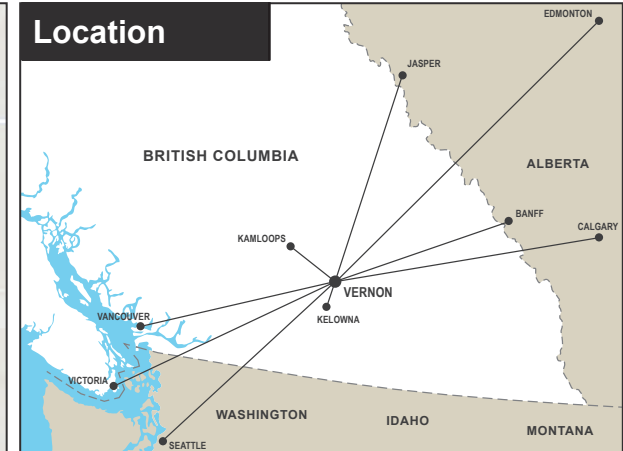 Location
EDMONTON
JASPER
BRITISH COLUMBIA
ALBERTA
BANFF
CALGARY
KAMLOOPS
VERNON
VANCOUVER
KELOWNA
VICTORIA
WASHINGTON
IDAHO
MONTANA
SEATTLE